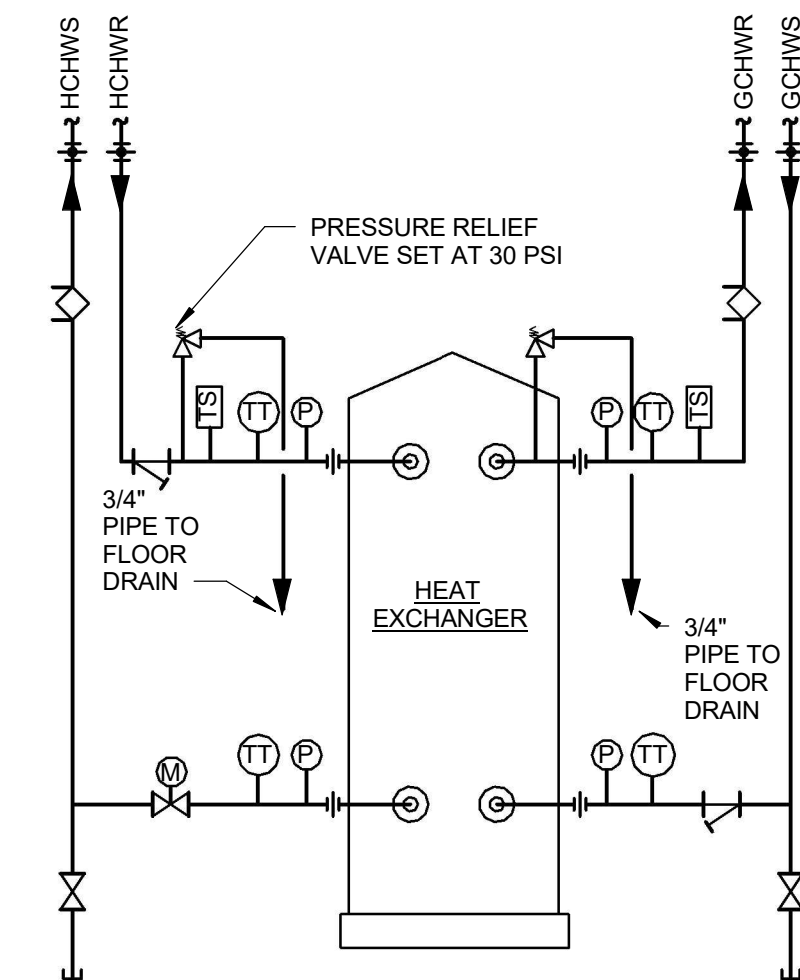 HCHWS
HCHWR
GCHWR
GCHWS
PRESSURE RELIEF
VALVE SET AT 30 PSI
TS
TT
P
P
TT
TS
3/4"
PIPE TO
FLOOR
DRAIN
HEAT
EXCHANGER
3/4"
PIPE TO
FLOOR
DRAIN
M
TT
P
P
TT